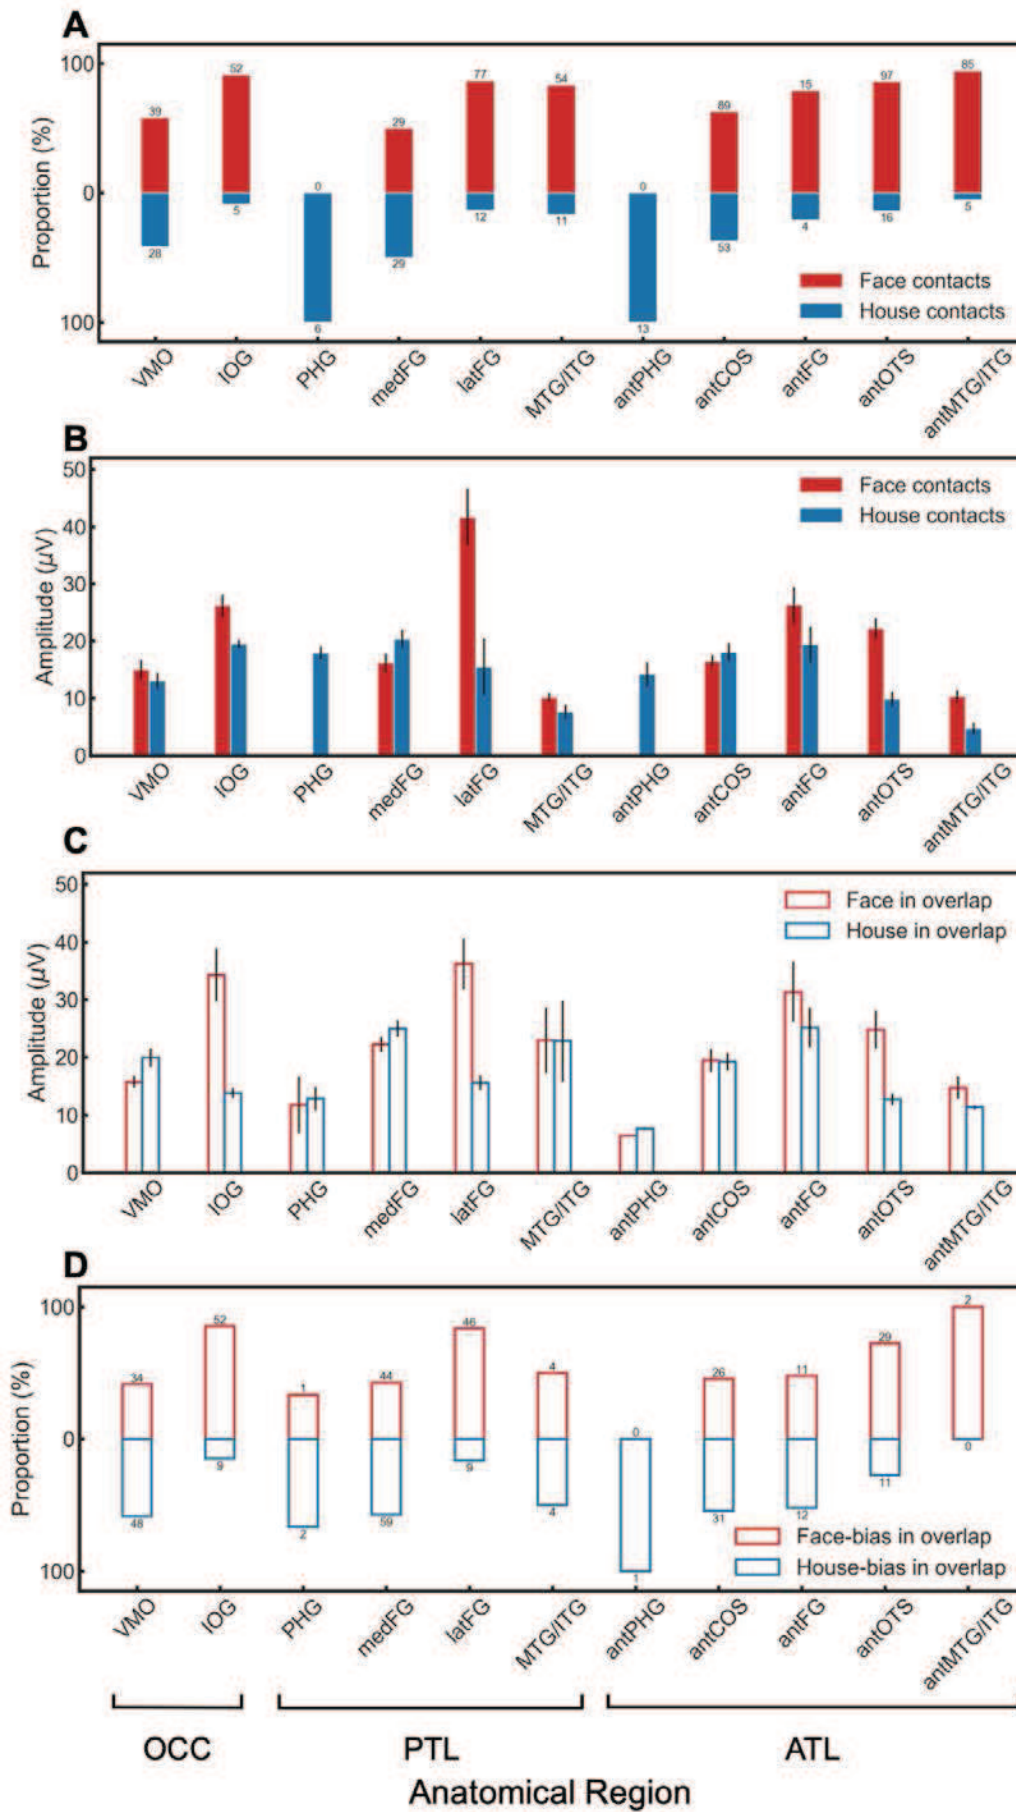 A
100
0
100
Proportion (%)
39
52
0
29
77
54
0
89
15
97
85
28
5
6
29
12
11
13
53
4
16
5
Face contacts
House contacts
VMO
IOG
PHG
medFG
latFG
MTG/ITG
antPHG
antCOS
antFG
antOTS
antMTG/ITG
B
50
40
30
20
10
0
Amplitude (µV)
Face contacts
House contacts
VMO
IOG
PHG
medFG
latFG
MTG/ITG
antPHG
antCOS
antFG
antOTS
antMTG/ITG
C
50
40
30
20
10
0
Amplitude (µV)
Face in overlap
House in overlap
VMO
IOG
PHG
medFG
latFG
MTG/ITG
antPHG
antCOS
antFG
antOTS
antMTG/ITG
D
100
0
100
Proportion (%)
34
52
1
44
46
4
0
26
11
29
2
48
9
2
59
9
4
1
31
12
11
0
Face-bias in overlap
House-bias in overlap
VMO
IOG
PHG
medFG
latFG
MTG/ITG
antPHG
antCOS
antFG
antOTS
antMTG/ITG
OCC
PTL
ATL
Anatomical Region